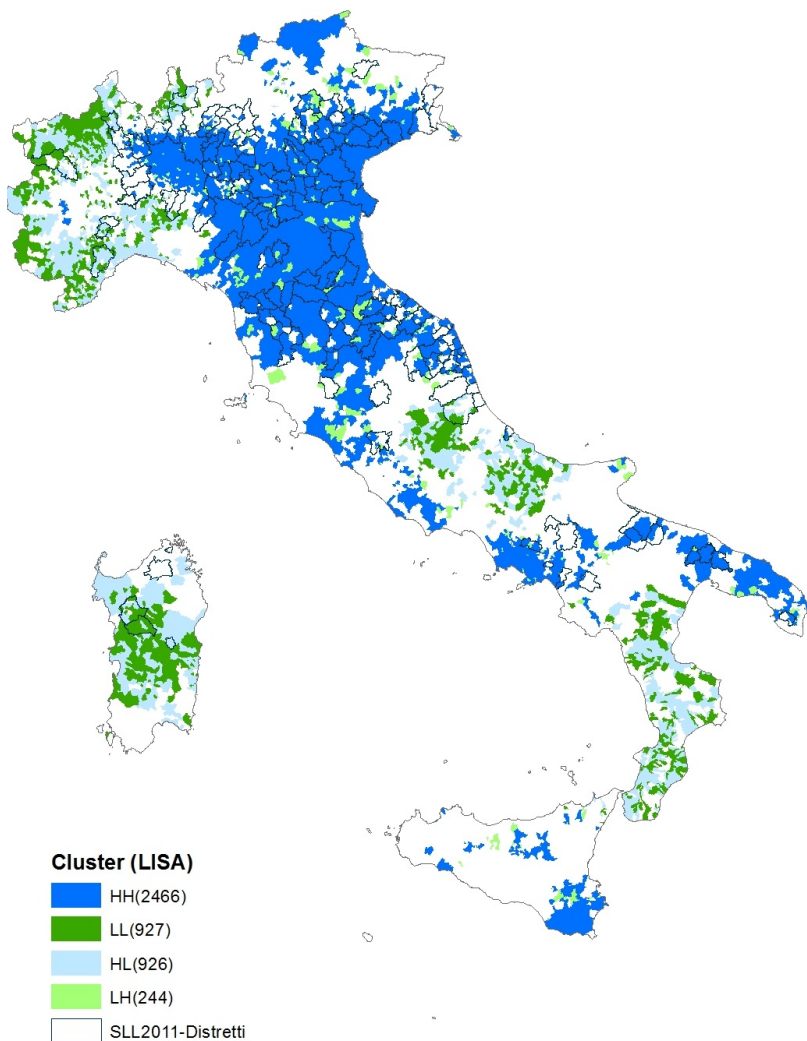 Cluster (LISA)
HH(2466)
LL(927)
HL(926)
LH(244)
SLL2011-Distretti